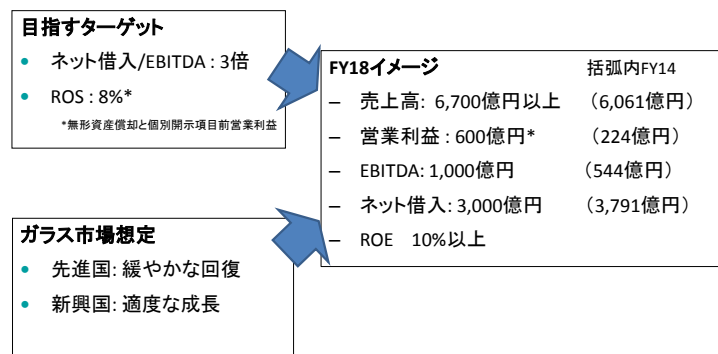 目指すターゲット
• ネット借入/EBITDA : 3倍
• ROS : 8%*
*無形資産償却と個別開示項目前営業利益
FY18イメージ 括弧内FY14
– 売上高: 6,700億円以上 （6,061億円）
– 営業利益 : 600億円* （224億円）
– EBITDA: 1,000億円 （544億円）
– ネット借入: 3,000億円 （3,791億円）
– ROE 10%以上
ガラス市場想定
• 先進国: 緩やかな回復
• 新興国: 適度な成長